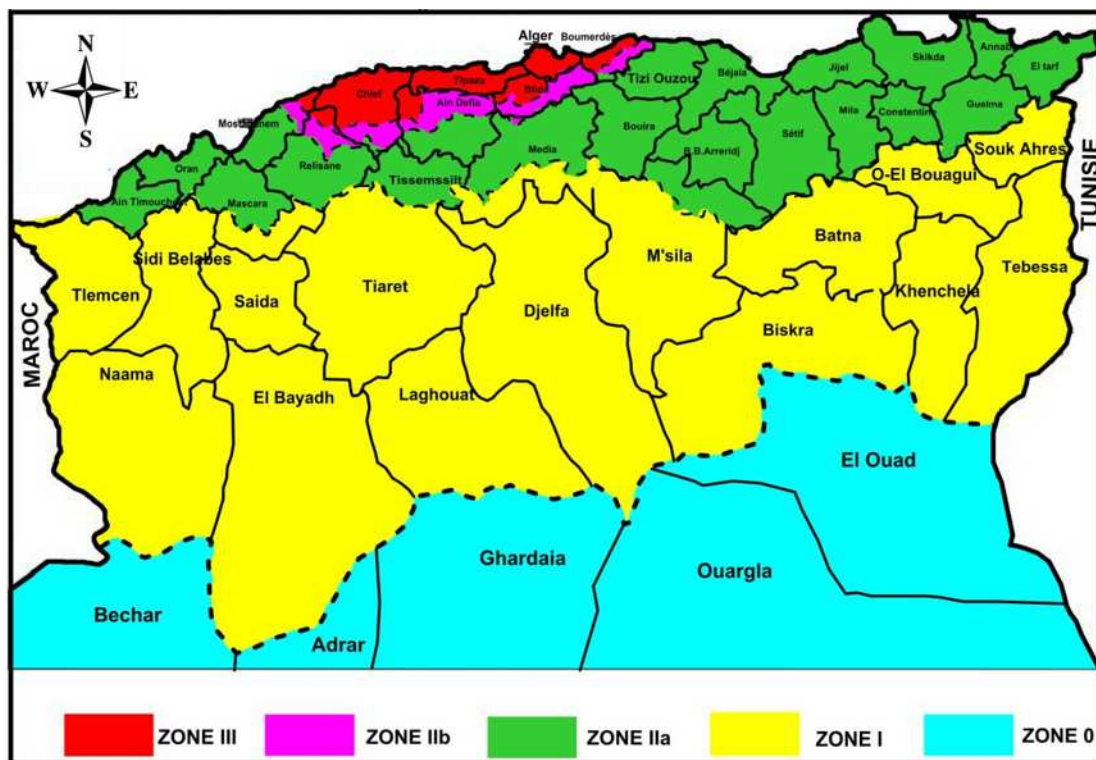 N
W E
S
Alger
Boumerdès
Tipaza
Chlef
Blida
Ain Defla
Tizi Ouzou
Béjaia
Jijel
Skikda
Annab
El tarf
Oran
Relisane
Ain Timouchent
Mascara
Tissemssilt
Media
Bouira
B.B.Arreridj
Sétif
Mila
Constantine
Guelma
Souk Ahres
O-El Bouagui
TUNISIE
MAROC
Tlemcen
Sidi Belabes
Saida
Tiaret
Djelfa
M'sila
Batna
Khenchela
Tebessa
Biskra
Naama
El Bayadh
Laghouat
El Ouad
Ghardaia
Ouargla
Bechar
Adrar
ZONE III
ZONE IIb
ZONE IIa
ZONE I
ZONE 0